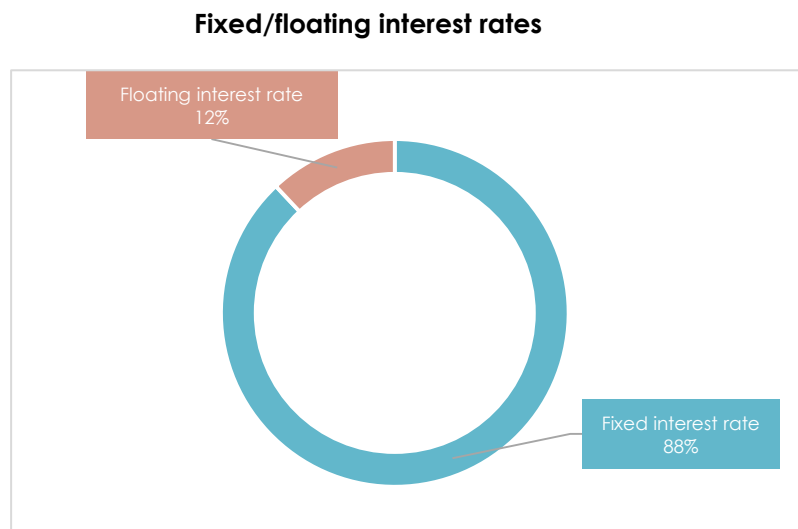 Fixed/floating interest rates
Floating interest rate
12%
Fixed interest rate
88%